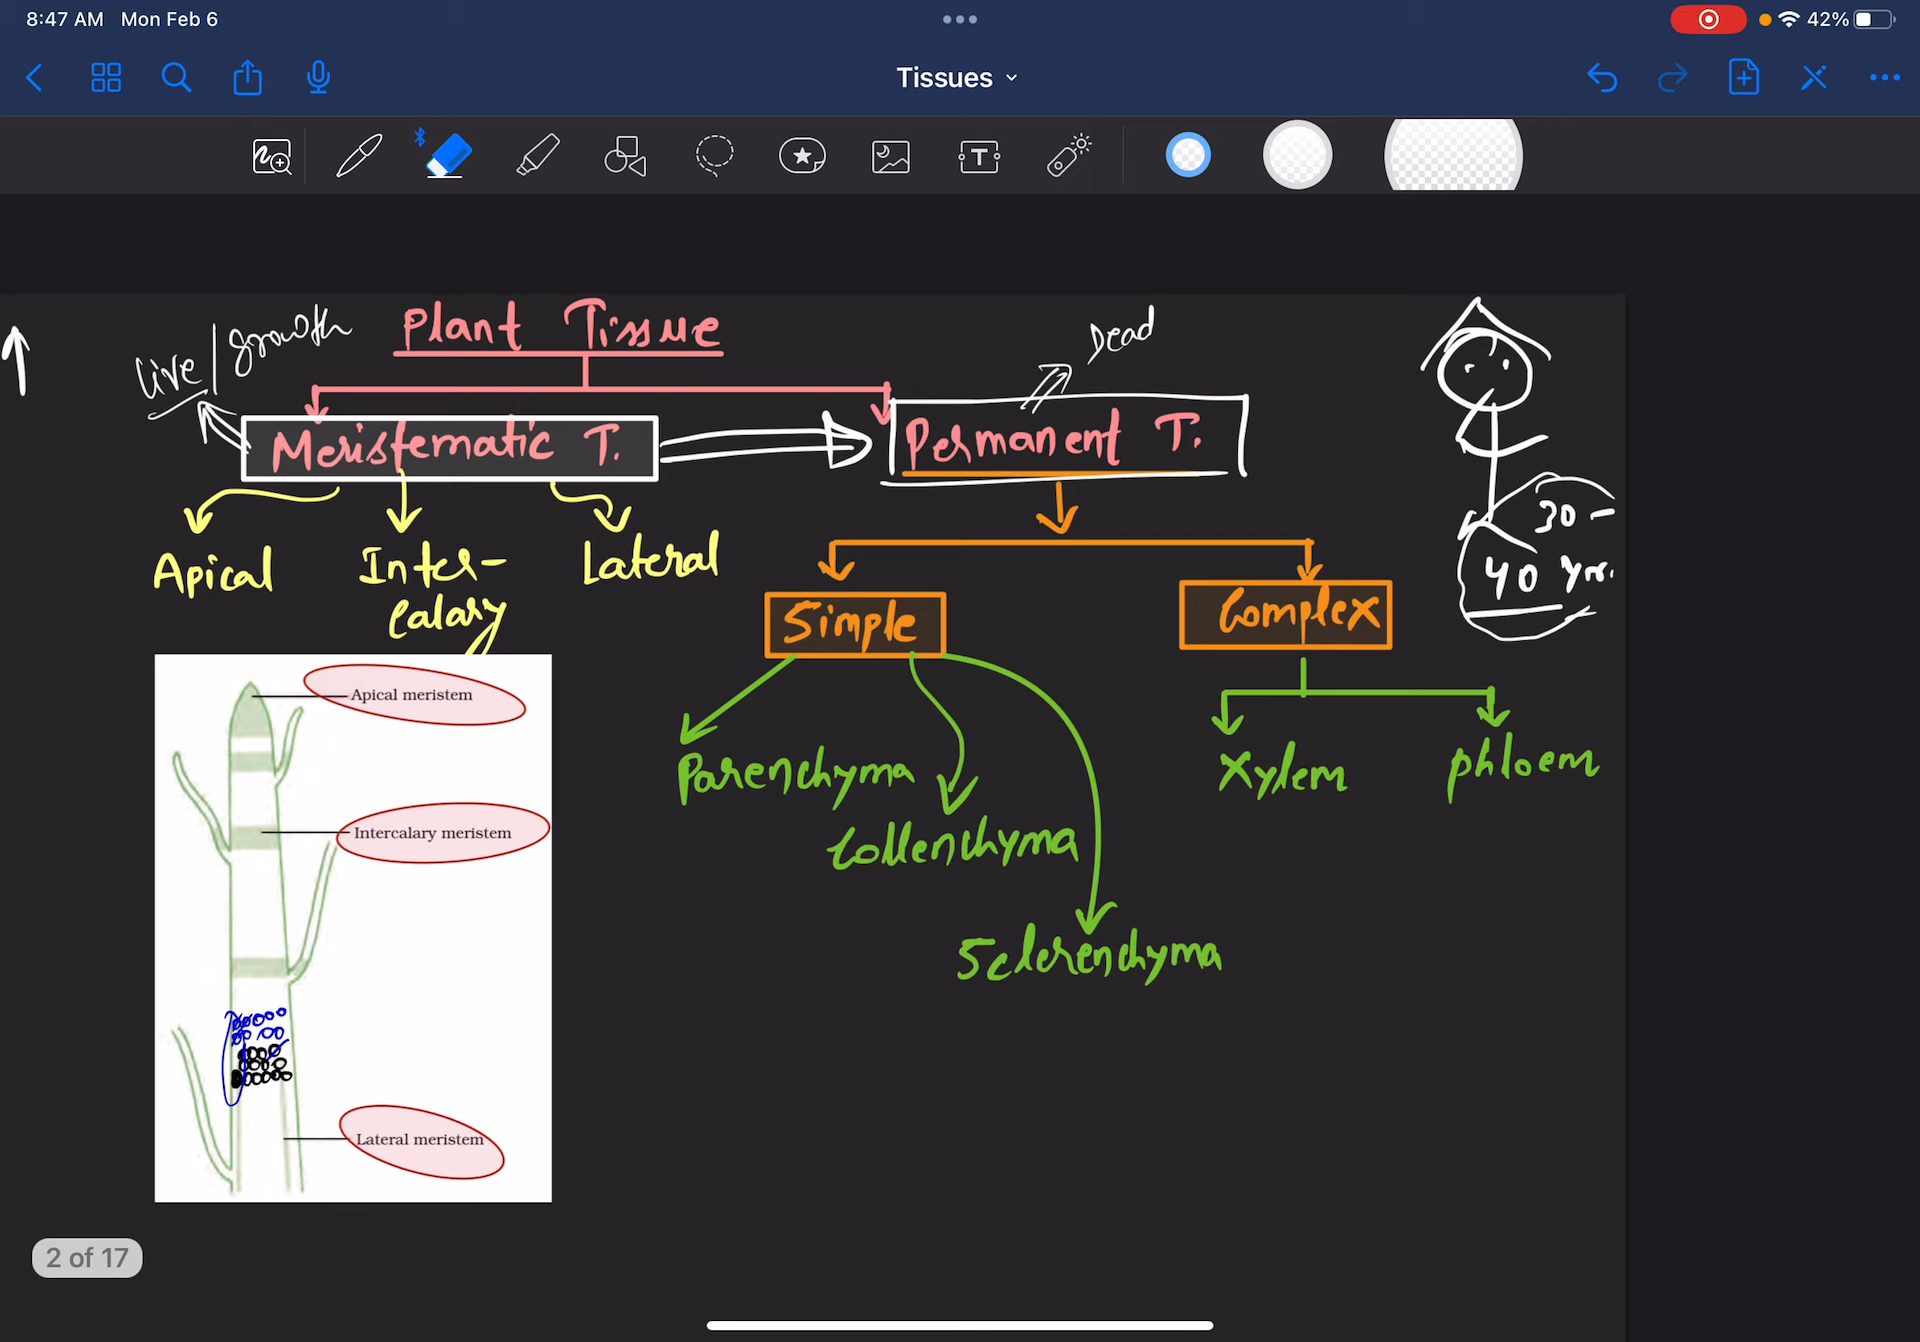 8:47 AM Mon Feb 6
42%
Tissues
T
Plant Tissue
live / growth
Dead
Meristematic T.
Permanent T.
30 -
40 yrs.
Apical
Inter-
calary
Lateral
Simple
Complex
Parenchyma
Collenchyma
Sclerenchyma
Xylem
phloem
Apical meristem
Intercalary meristem
Lateral meristem
2 of 17